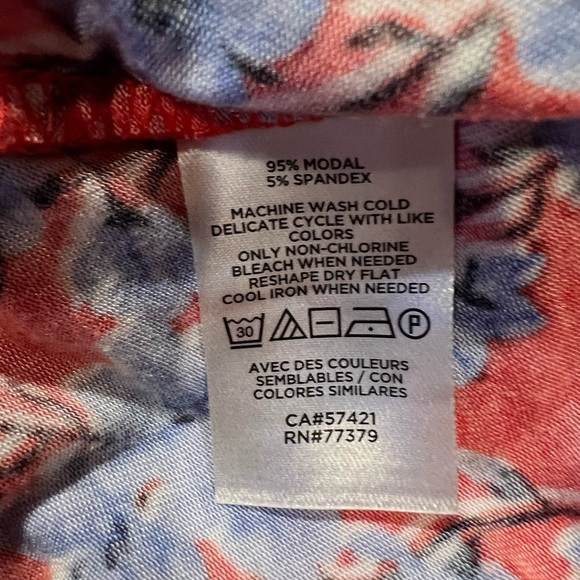 95% MODAL
5% SPANDEX
MACHINE WASH COLD
DELICATE CYCLE WITH LIKE
COLORS
ONLY NON-CHLORINE
BLEACH WHEN NEEDED
RESHAPE DRY FLAT
COOL IRON WHEN NEEDED
30 P
AVEC DES COULEURS
SEMBLABLES / CON
COLORES SIMILARES
CA#57421
RN#77379